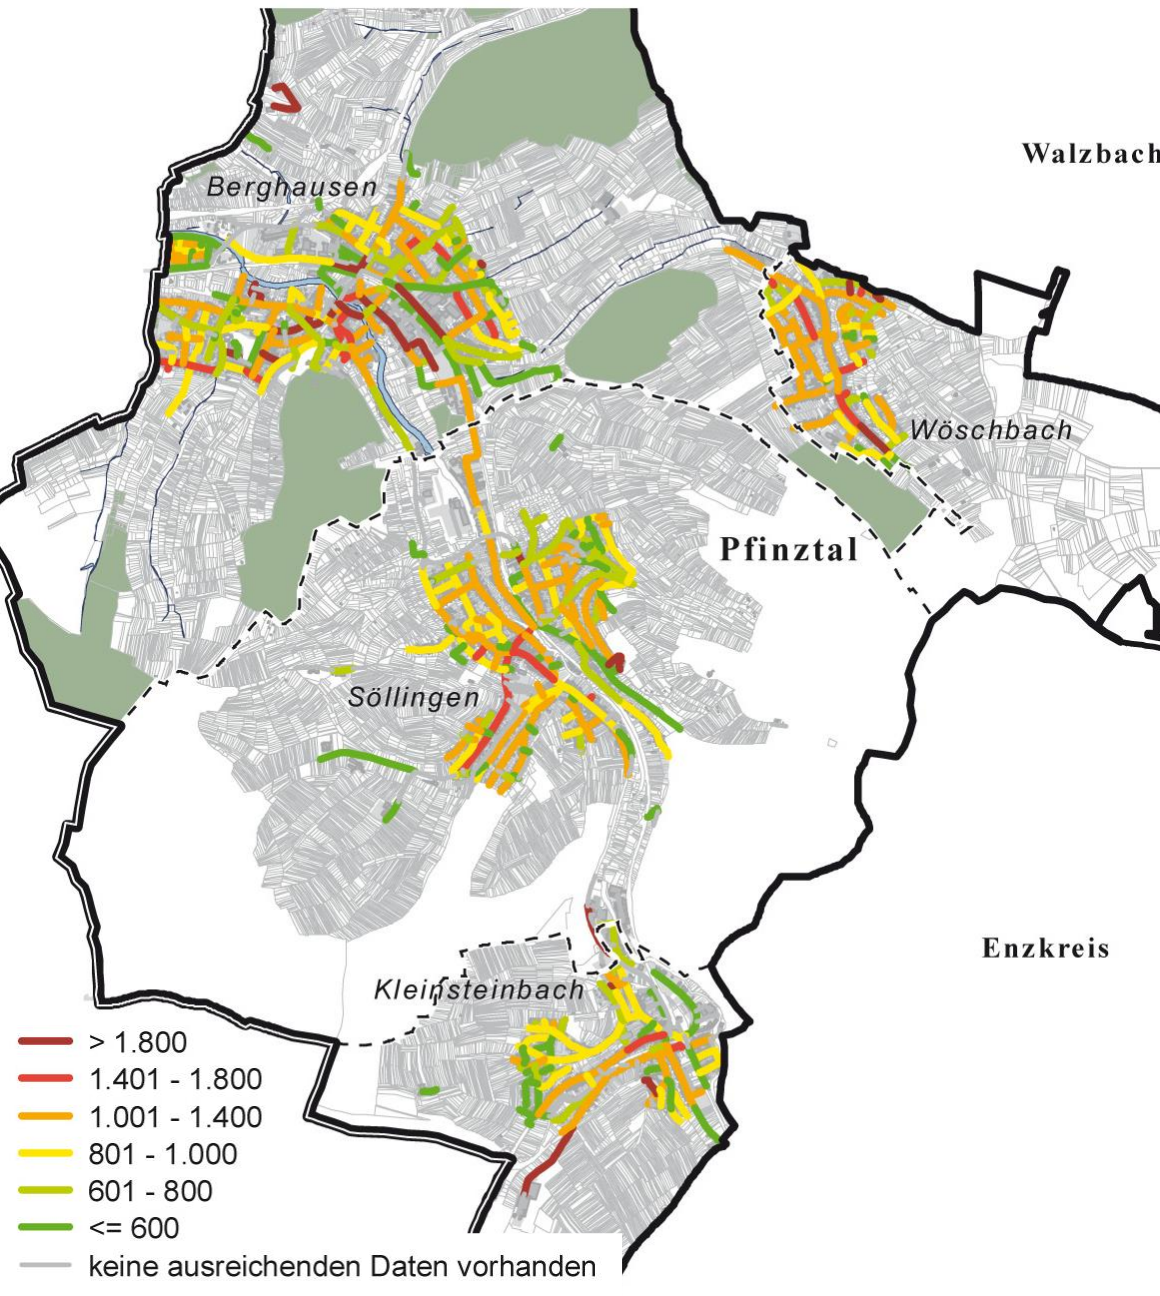 Walzbach
Berghausen
Wöschbach
Pfinztal
Söllingen
Enzkreis
Kleinsteinbach
> 1.800
1.401 - 1.800
1.001 - 1.400
801 - 1.000
601 - 800
<= 600
keine ausreichenden Daten vorhanden